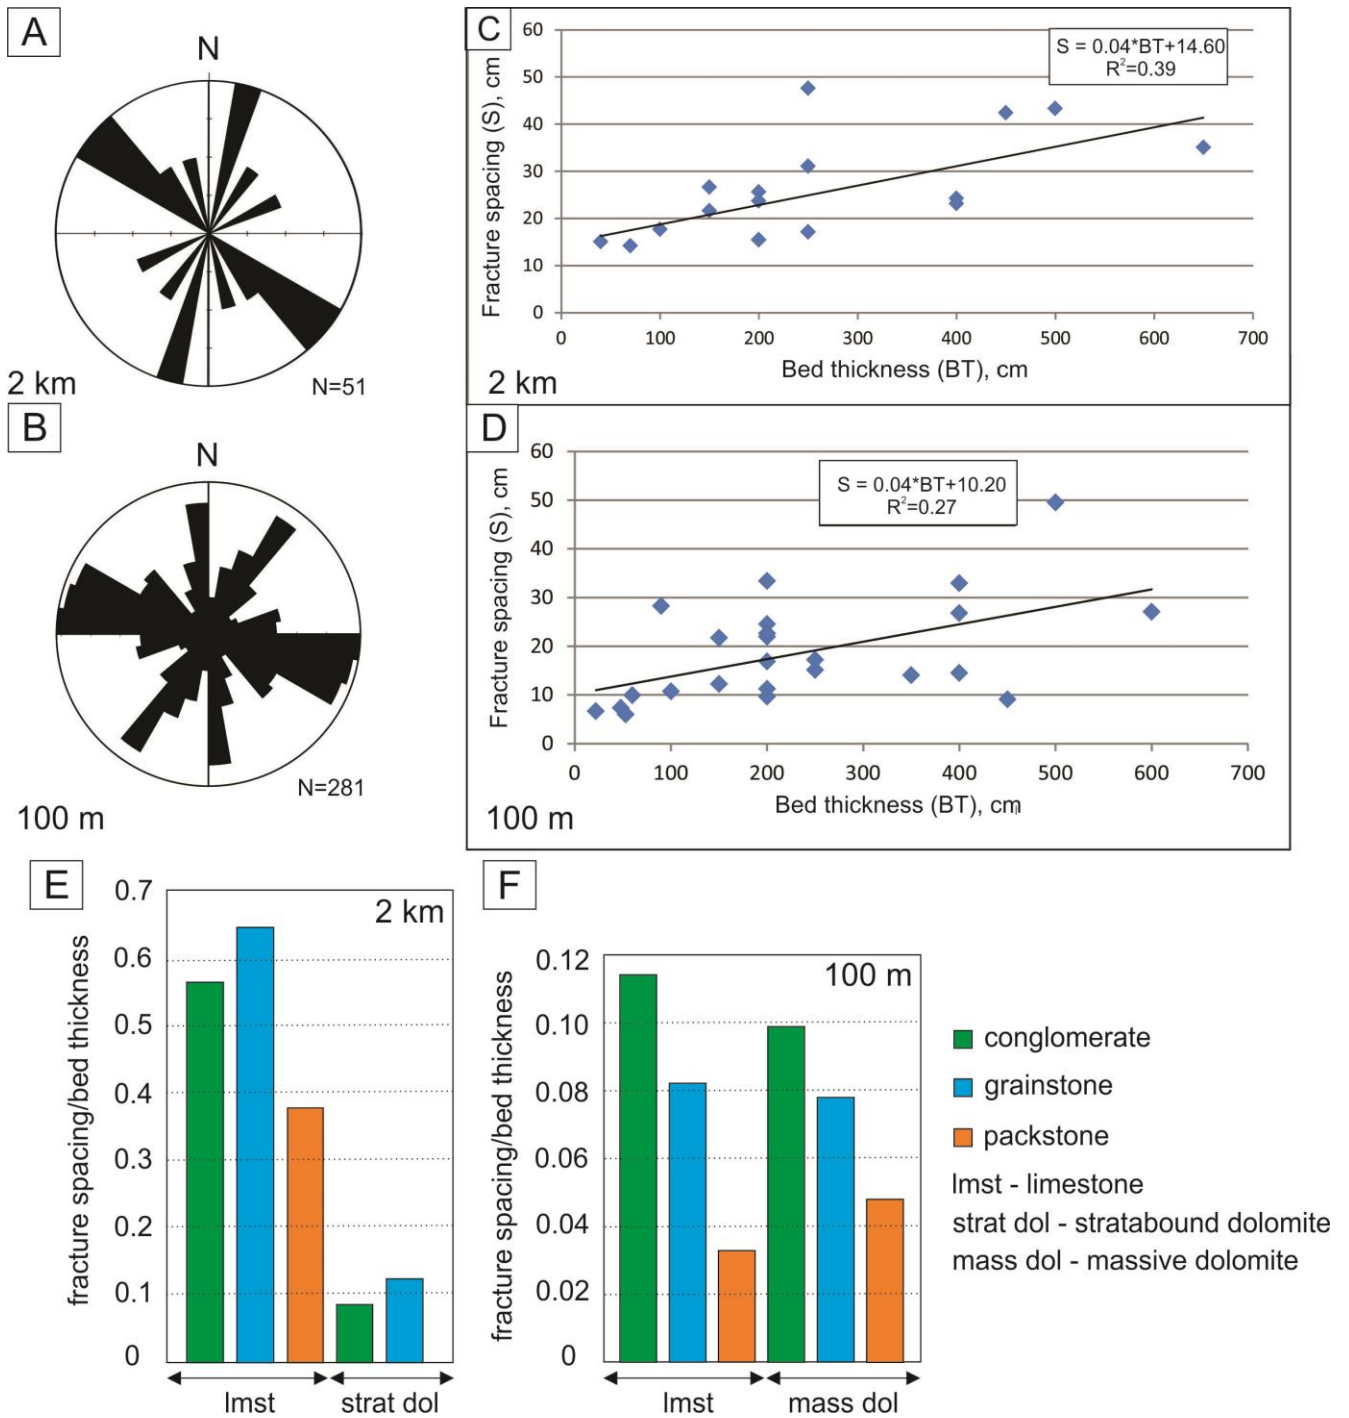 A
N
2 km
N=51
B
N
100 m
N=281
C
60
50
40
30
20
10
0
Fracture spacing (S), cm
S = 0.04*BT+14.60
R²=0.39
0 100 200 300 400 500 600 700
Bed thickness (BT), cm
2 km
D
60
50
40
30
20
10
0
Fracture spacing (S), cm
S = 0.04*BT+10.20
R²=0.27
0 100 200 300 400 500 600 700
Bed thickness (BT), cm
100 m
E
0.7
0.6
0.5
0.4
0.3
0.2
0.1
0
fracture spacing/bed thickness
2 km
lmst strat dol
F
0.12
0.10
0.08
0.06
0.04
0.02
0
fracture spacing/bed thickness
100 m
lmst mass dol
conglomerate
grainstone
packstone
lmst - limestone
strat dol - stratabound dolomite
mass dol - massive dolomite